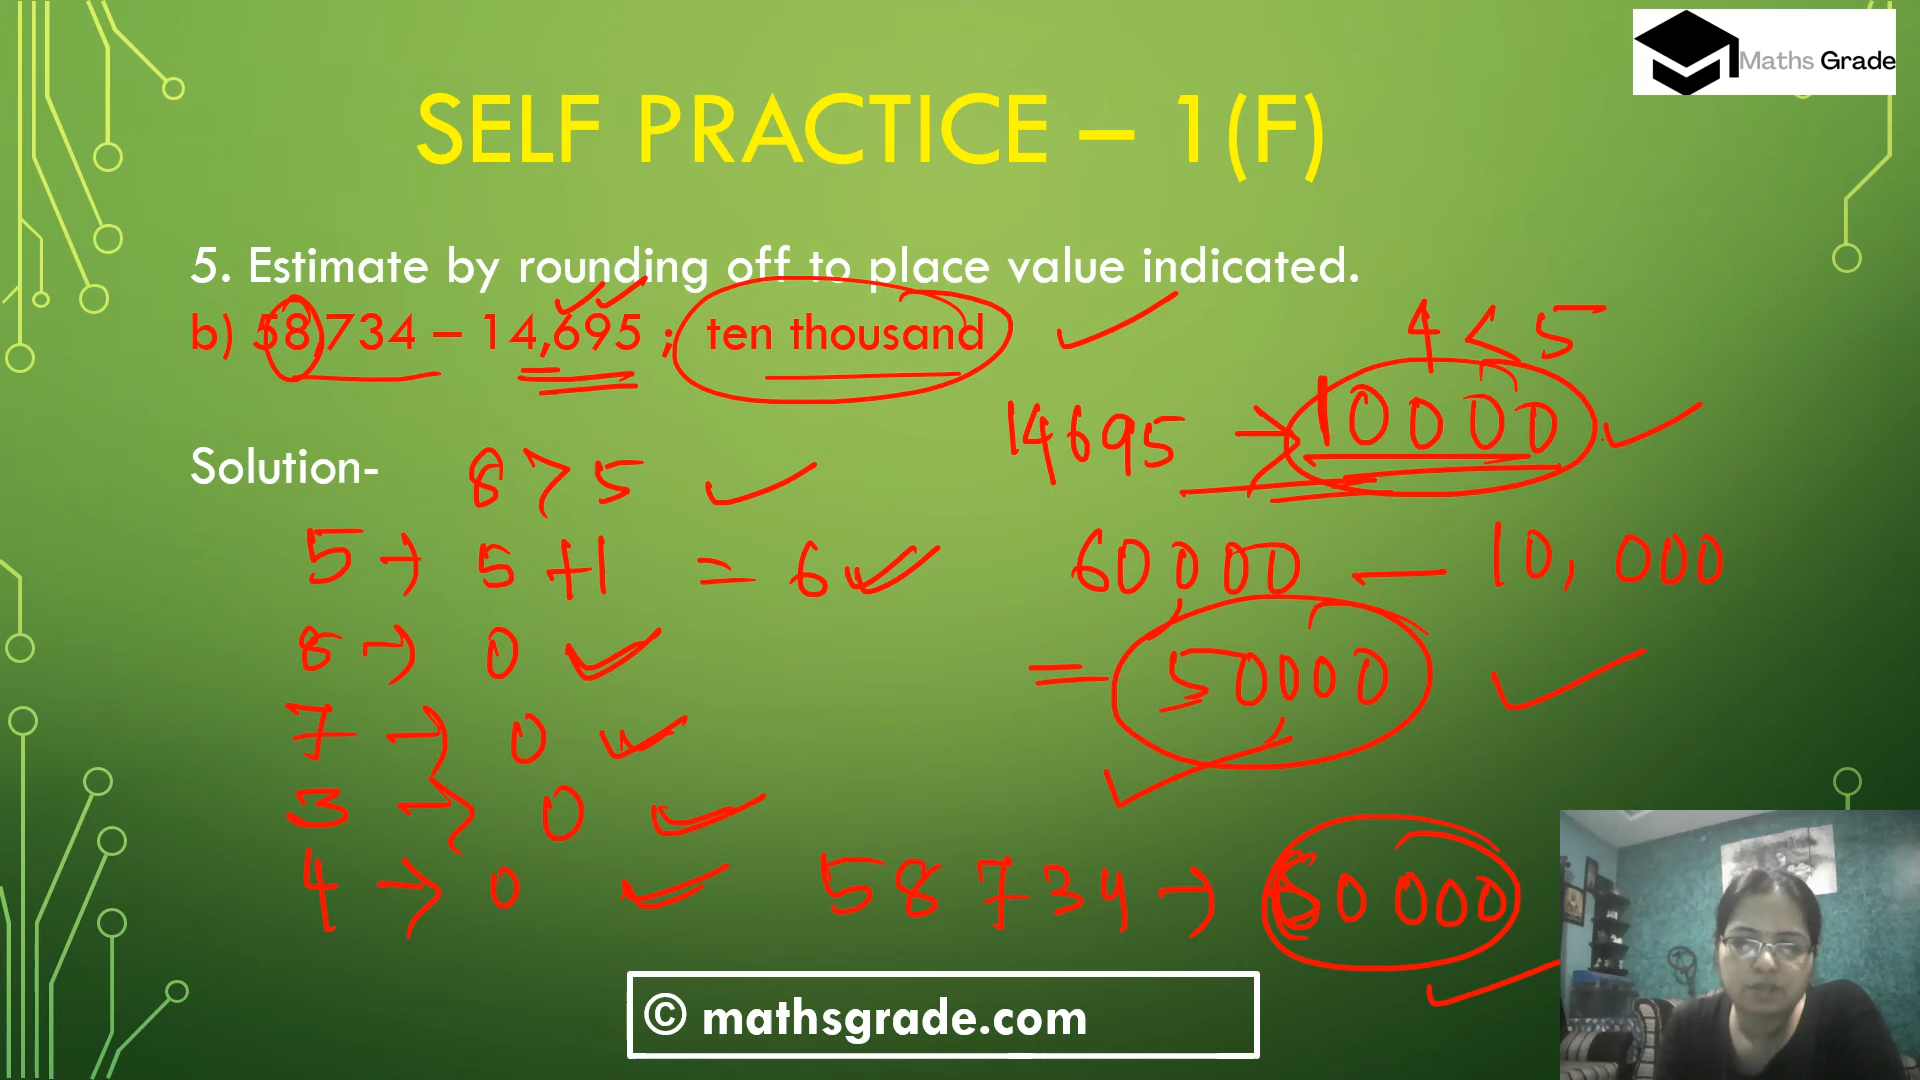 Maths Grade
SELF PRACTICE – 1(F)
5. Estimate by rounding off to place value indicated.
b) 58,734 – 14,695 ; ten thousand
4 < 5
14695 → 10000
Solution-
8 > 5
5 → 5 + 1 = 6
60000 — 10,000
8 → 0
= 50000
7 → 0
3 → 0
4 → 0
58734 → 60000
© mathsgrade.com